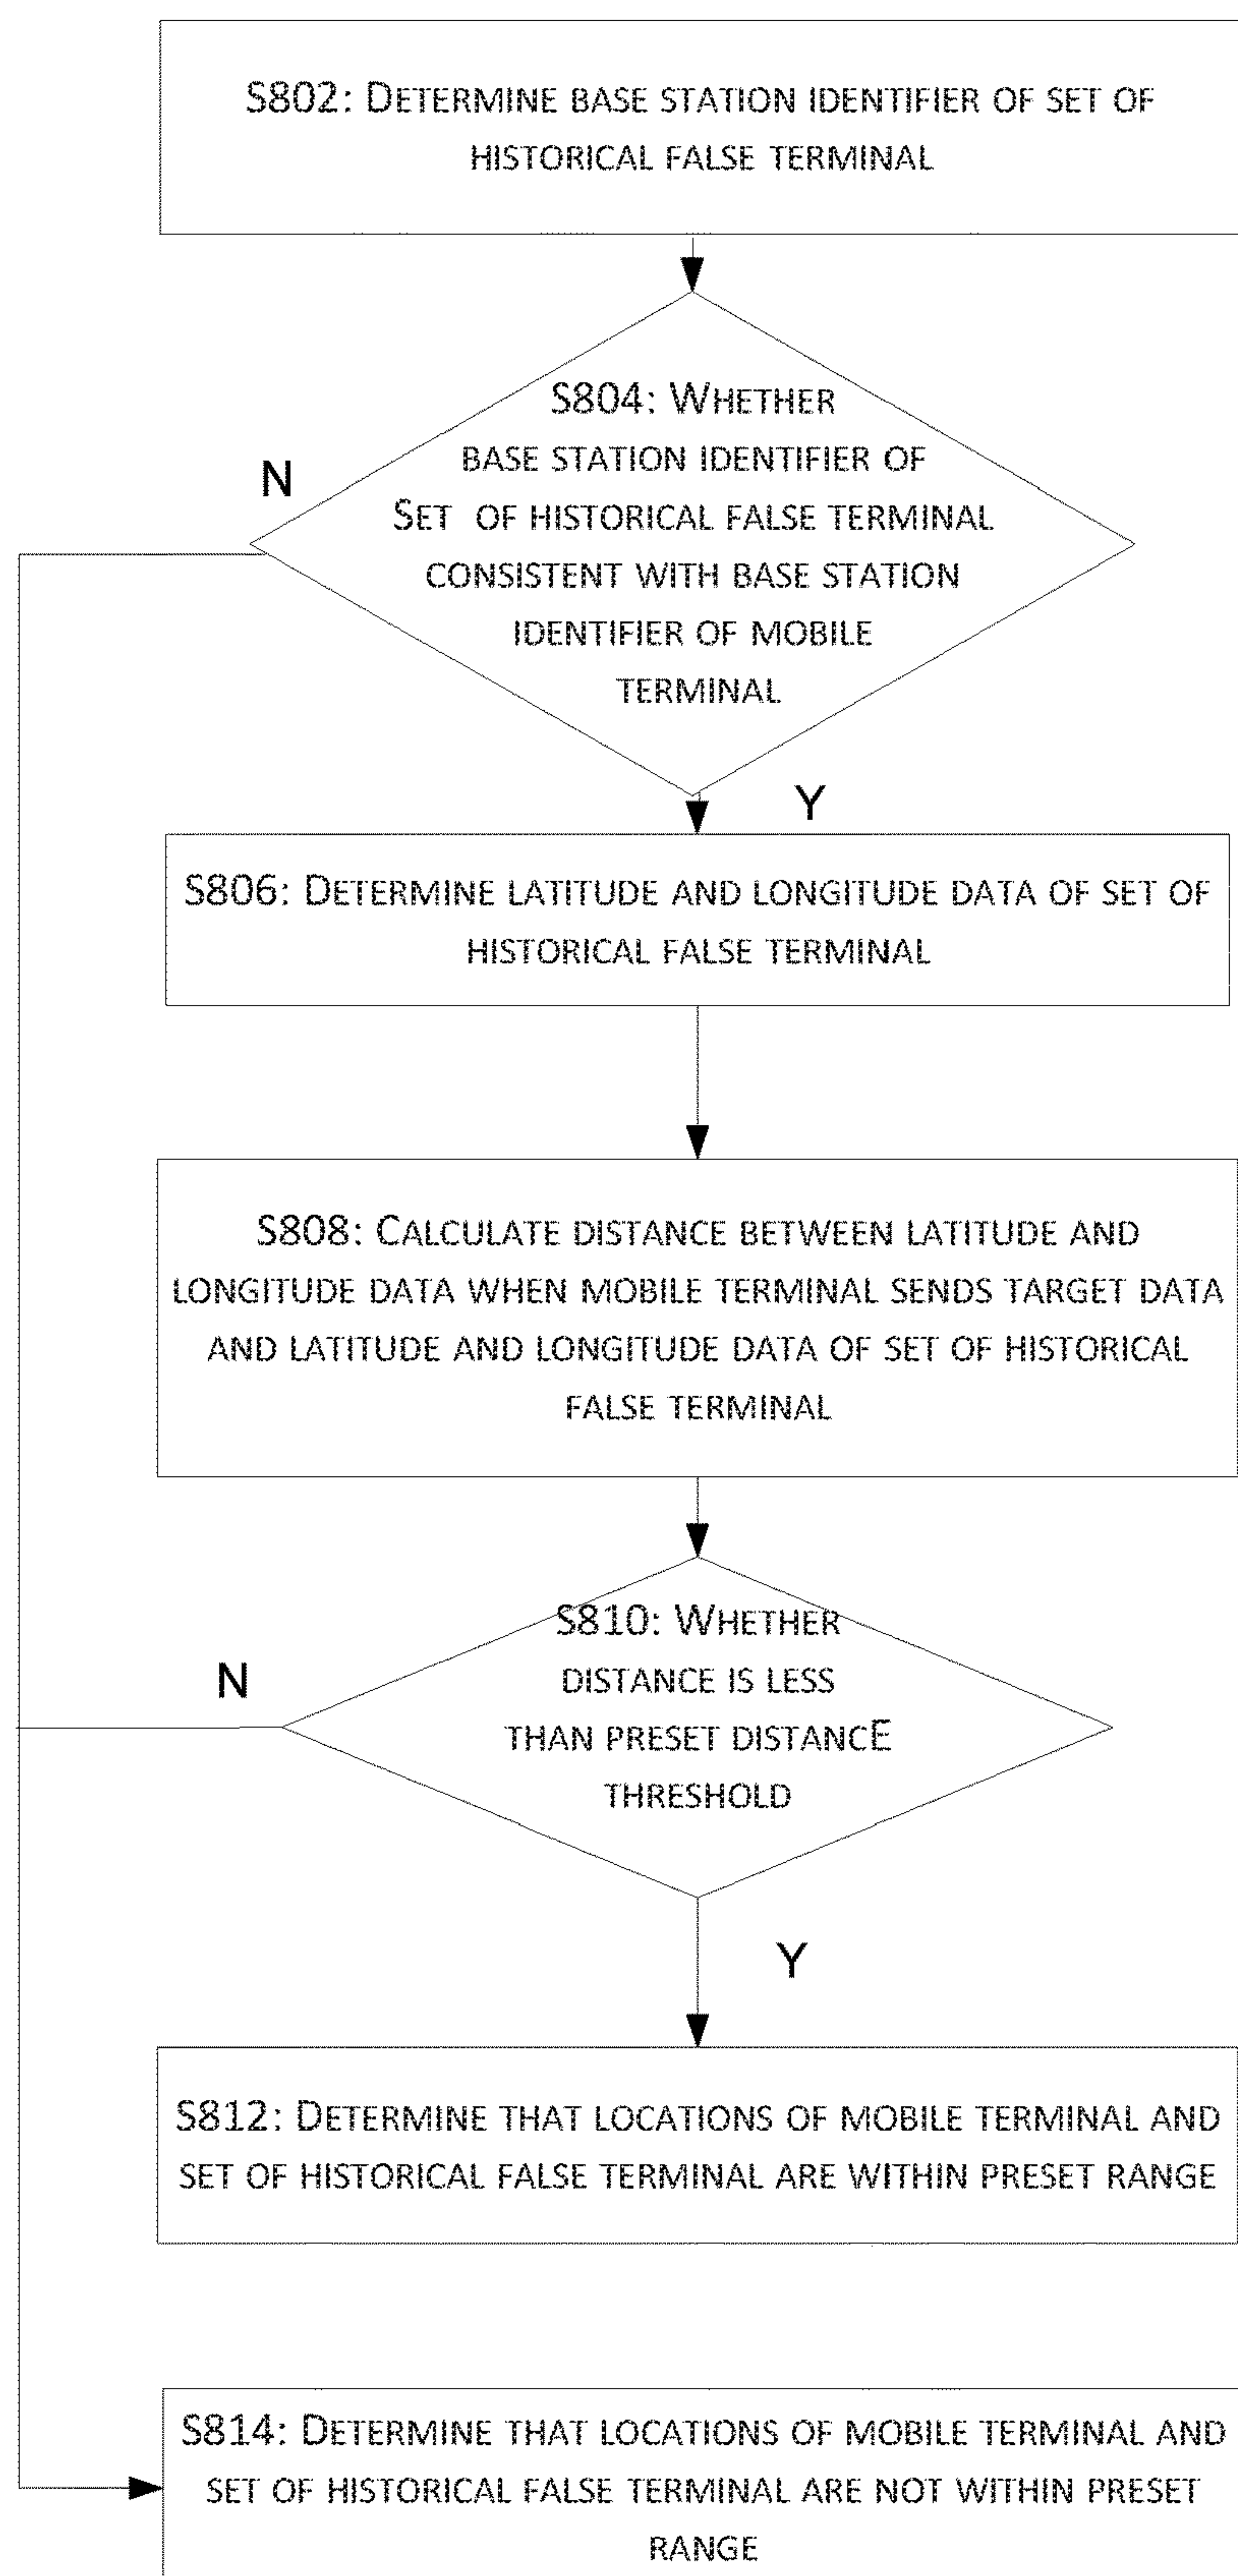 S802: DETERMINE BASE STATION IDENTIFIER OF SET OF
HISTORICAL FALSE TERMINAL
S804: WHETHER
BASE STATION IDENTIFIER OF
SET OF HISTORICAL FALSE TERMINAL
CONSISTENT WITH BASE STATION
IDENTIFIER OF MOBILE
TERMINAL
N
Y
S806: DETERMINE LATITUDE AND LONGITUDE DATA OF SET OF
HISTORICAL FALSE TERMINAL
S808: CALCULATE DISTANCE BETWEEN LATITUDE AND
LONGITUDE DATA WHEN MOBILE TERMINAL SENDS TARGET DATA
AND LATITUDE AND LONGITUDE DATA OF SET OF HISTORICAL
FALSE TERMINAL
S810: WHETHER
DISTANCE IS LESS
THAN PRESET DISTANCE
THRESHOLD
N
Y
S812: DETERMINE THAT LOCATIONS OF MOBILE TERMINAL AND
SET OF HISTORICAL FALSE TERMINAL ARE WITHIN PRESET RANGE
S814: DETERMINE THAT LOCATIONS OF MOBILE TERMINAL AND
SET OF HISTORICAL FALSE TERMINAL ARE NOT WITHIN PRESET
RANGE